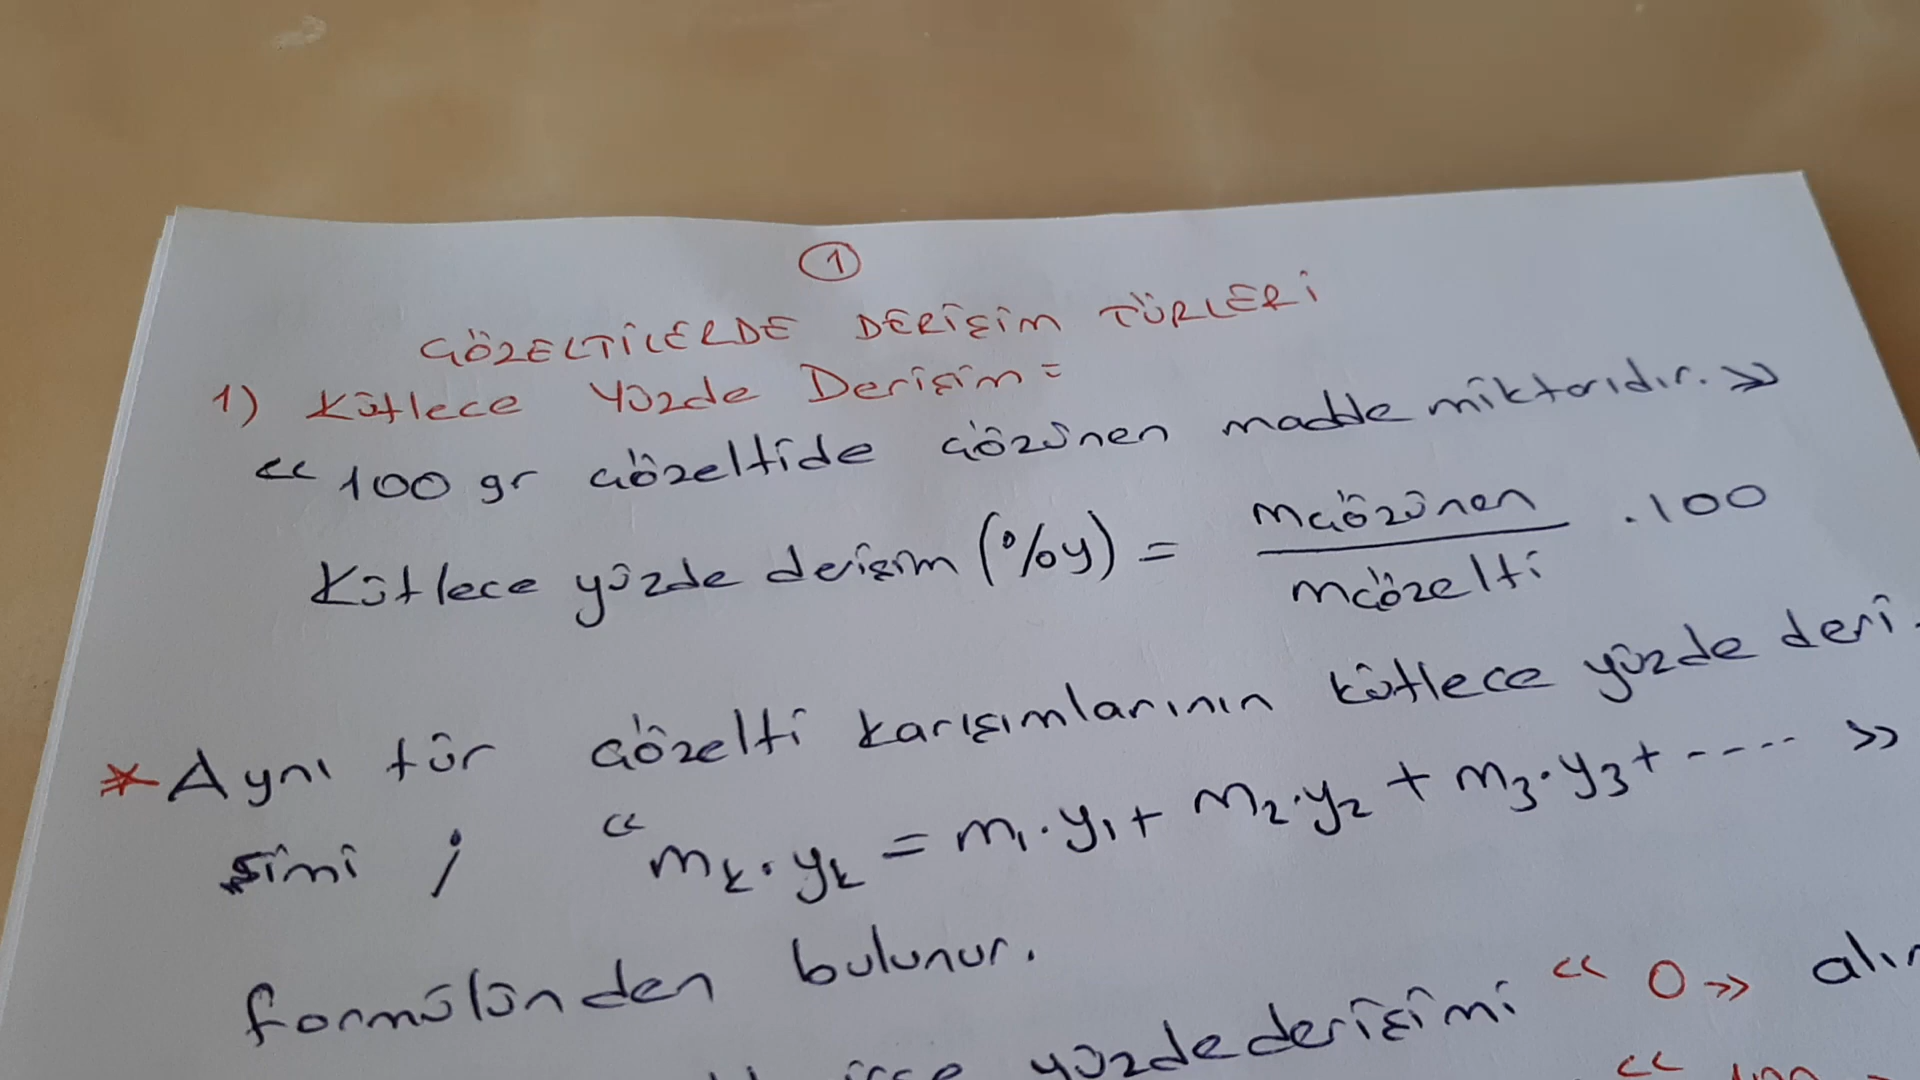 1
ÇÖZELTİLERDE DERİŞİM TÜRLERİ
1) Kütlece Yüzde Derişim =
« 100 gr çözeltide çözünen madde miktarıdır. »
Kütlece yüzde derişim (%y) = mçözünen / mçözelti . 100
* Aynı tür çözelti karışımlarının kütlece yüzde deri-
şimi ; « mk . yk = m1 . y1 + m2 . y2 + m3 . y3 + ---- »
formülünden bulunur.
yüzde derişimi « 0 »